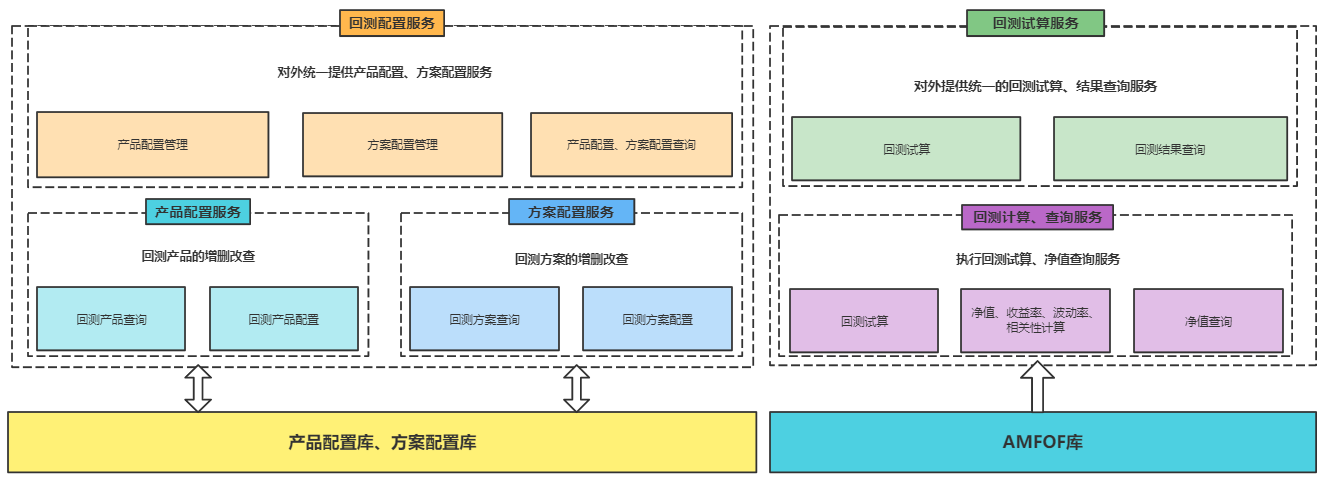 回测配置服务
对外统一提供产品配置、方案配置服务
产品配置管理
方案配置管理
产品配置、方案配置查询
产品配置服务
回测产品的增删改查
回测产品查询
回测产品配置
方案配置服务
回测方案的增删改查
回测方案查询
回测方案配置
产品配置库、方案配置库
回测试算服务
对外提供统一的回测试算、结果查询服务
回测试算
回测结果查询
回测计算、查询服务
执行回测试算、净值查询服务
回测试算
净值、收益率、波动率、
相关性计算
净值查询
AMFOF库